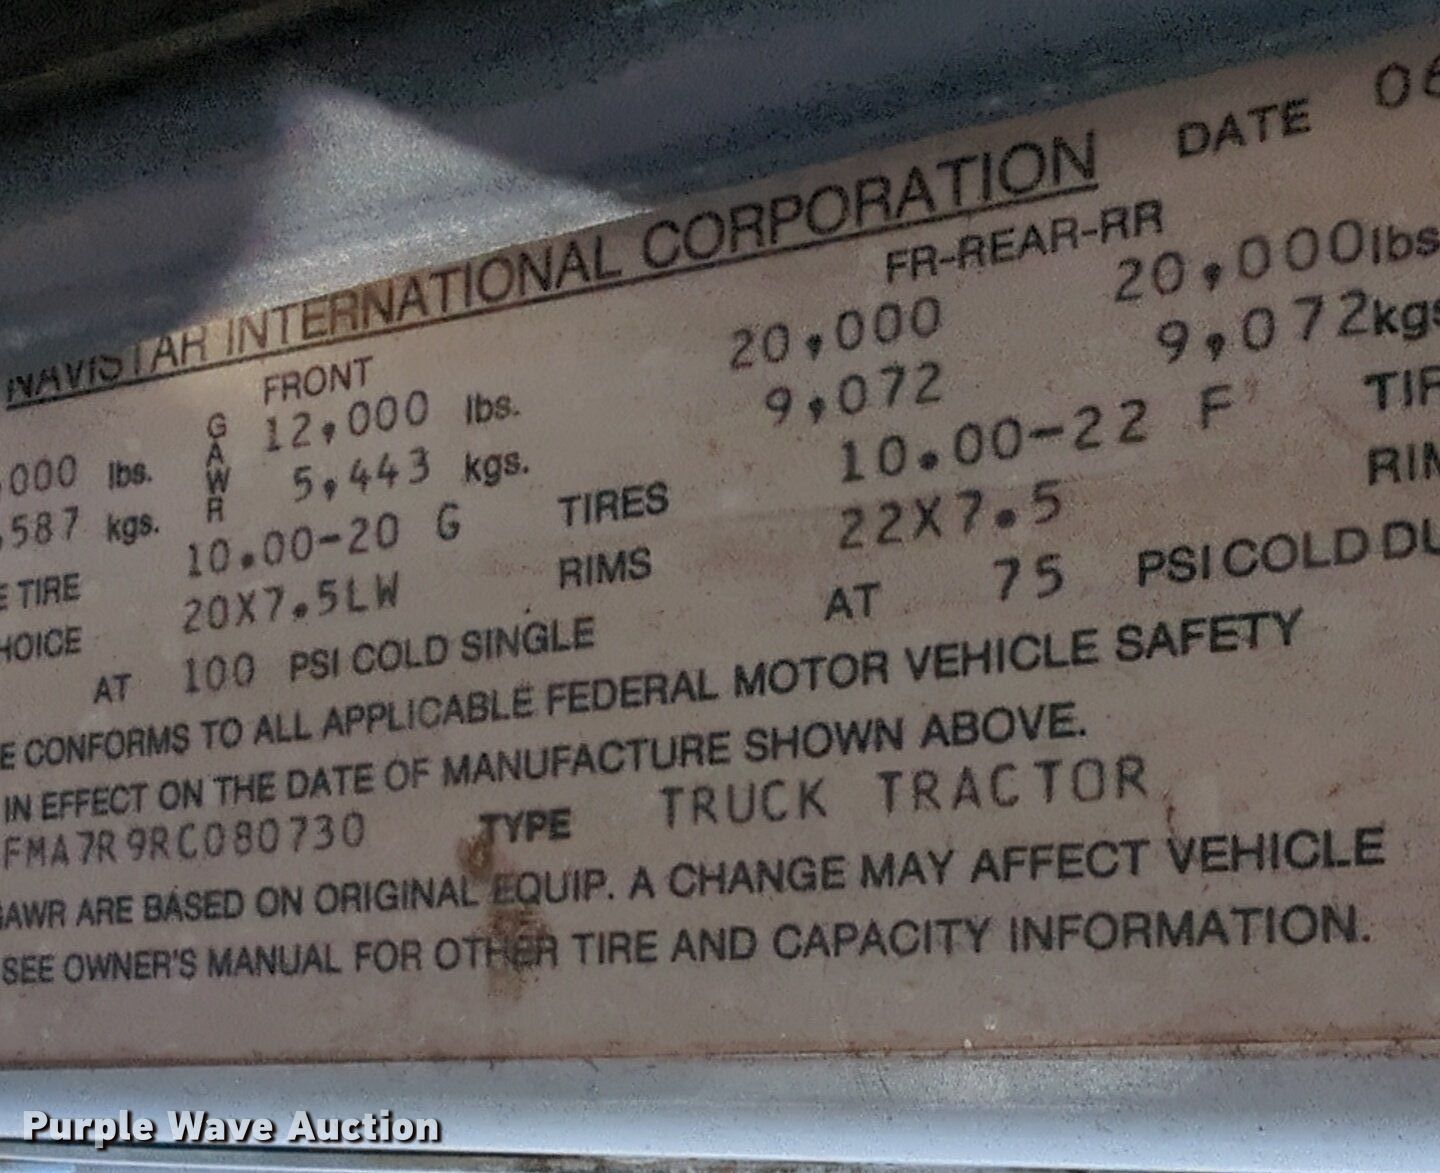 NAVISTAR INTERNATIONAL CORPORATION DATE 06
FRONT FR-REAR-RR
,000 lbs. GAWR 12,000 lbs. 20,000 20,000lbs
,587 kgs. 5,443 kgs. 9,072 9,072kgs
E TIRE 10.00-20 G TIRES 10.00-22 F TIR
HOICE 20X7.5LW RIMS 22X7.5 RIM
AT 100 PSI COLD SINGLE AT 75 PSI COLD DU
E CONFORMS TO ALL APPLICABLE FEDERAL MOTOR VEHICLE SAFETY
IN EFFECT ON THE DATE OF MANUFACTURE SHOWN ABOVE.
FMA7R9RC080730 TYPE TRUCK TRACTOR
GAWR ARE BASED ON ORIGINAL EQUIP. A CHANGE MAY AFFECT VEHICLE
SEE OWNER'S MANUAL FOR OTHER TIRE AND CAPACITY INFORMATION.
Purple Wave Auction